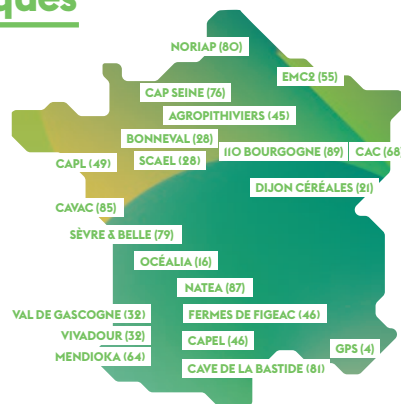 ques
NORIAP (80)
EMC2 (55)
CAP SEINE (76)
AGROPITHIVIERS (45)
BONNEVAL (28)
110 BOURGOGNE (89)
CAC (68)
CAPL (49)
SCAEL (28)
DIJON CÉRÉALES (21)
CAVAC (85)
SÈVRE & BELLE (79)
OCÉALIA (16)
NATEA (87)
VAL DE GASCOGNE (32)
FERMES DE FIGEAC (46)
VIVADOUR (32)
CAPEL (46)
GPS (4)
MENDIOKA (64)
CAVE DE LA BASTIDE (81)